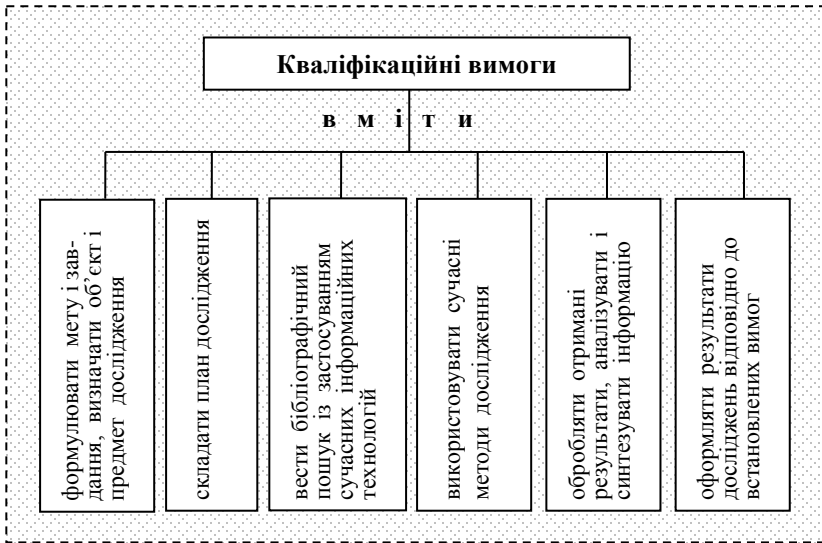 Кваліфікаційні вимоги
в м і т и
формулювати мету і зав-
дання, визначати об’єкт і
предмет дослідження
складати план дослідження
вести бібліографічний
пошук із застосуванням
сучасних інформаційних
технологій
використовувати сучасні
методи дослідження
обробляти отримані
результати, аналізувати і
синтезувати інформацію
оформляти результати
досліджень відповідно до
встановлених вимог